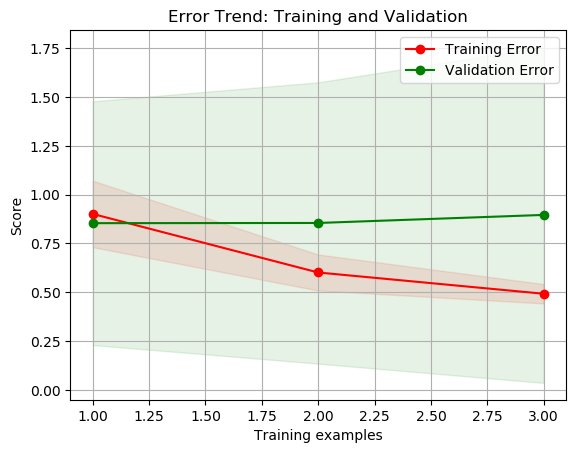 Error Trend: Training and Validation
Training Error
Validation Error
Score
1.75
1.50
1.25
1.00
0.75
0.50
0.25
0.00
1.00 1.25 1.50 1.75 2.00 2.25 2.50 2.75 3.00
Training examples